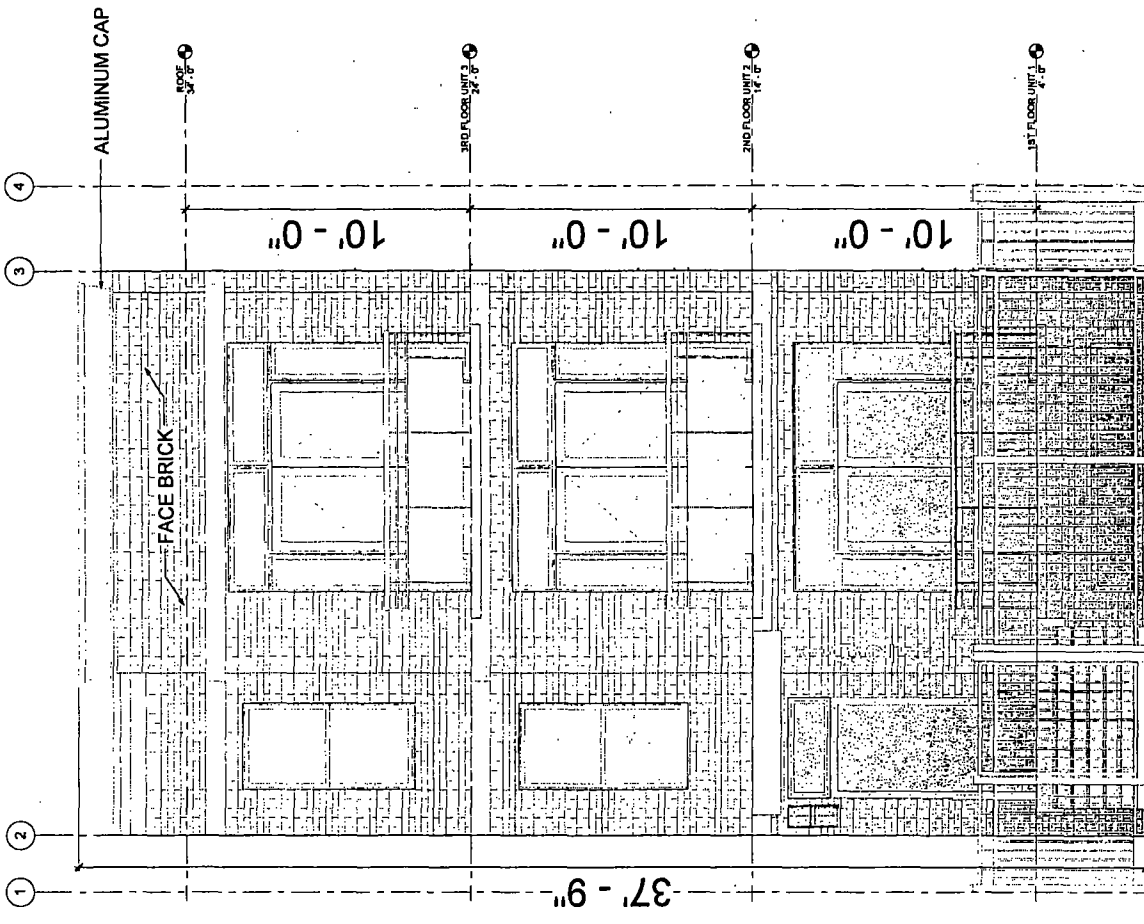 ALUMINUM CAP
FACE BRICK
ROOF
34' - 0"
3RD FLOOR UNIT 3
24' - 0"
2ND FLOOR UNIT 2
14' - 0"
1ST FLOOR UNIT 1
4' - 0"
4
3
2
1
10' - 0"
10' - 0"
10' - 0"
37' - 9"